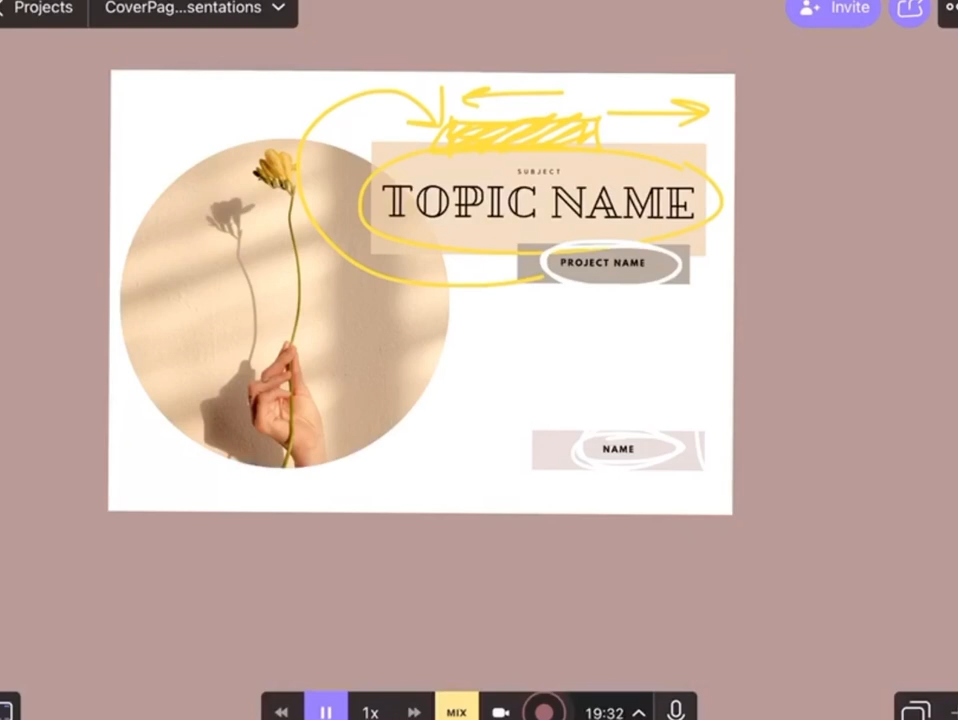 Projects
CoverPag...sentations
Invite
SUBJECT
TOPIC NAME
PROJECT NAME
NAME
1x
MIX
19:32